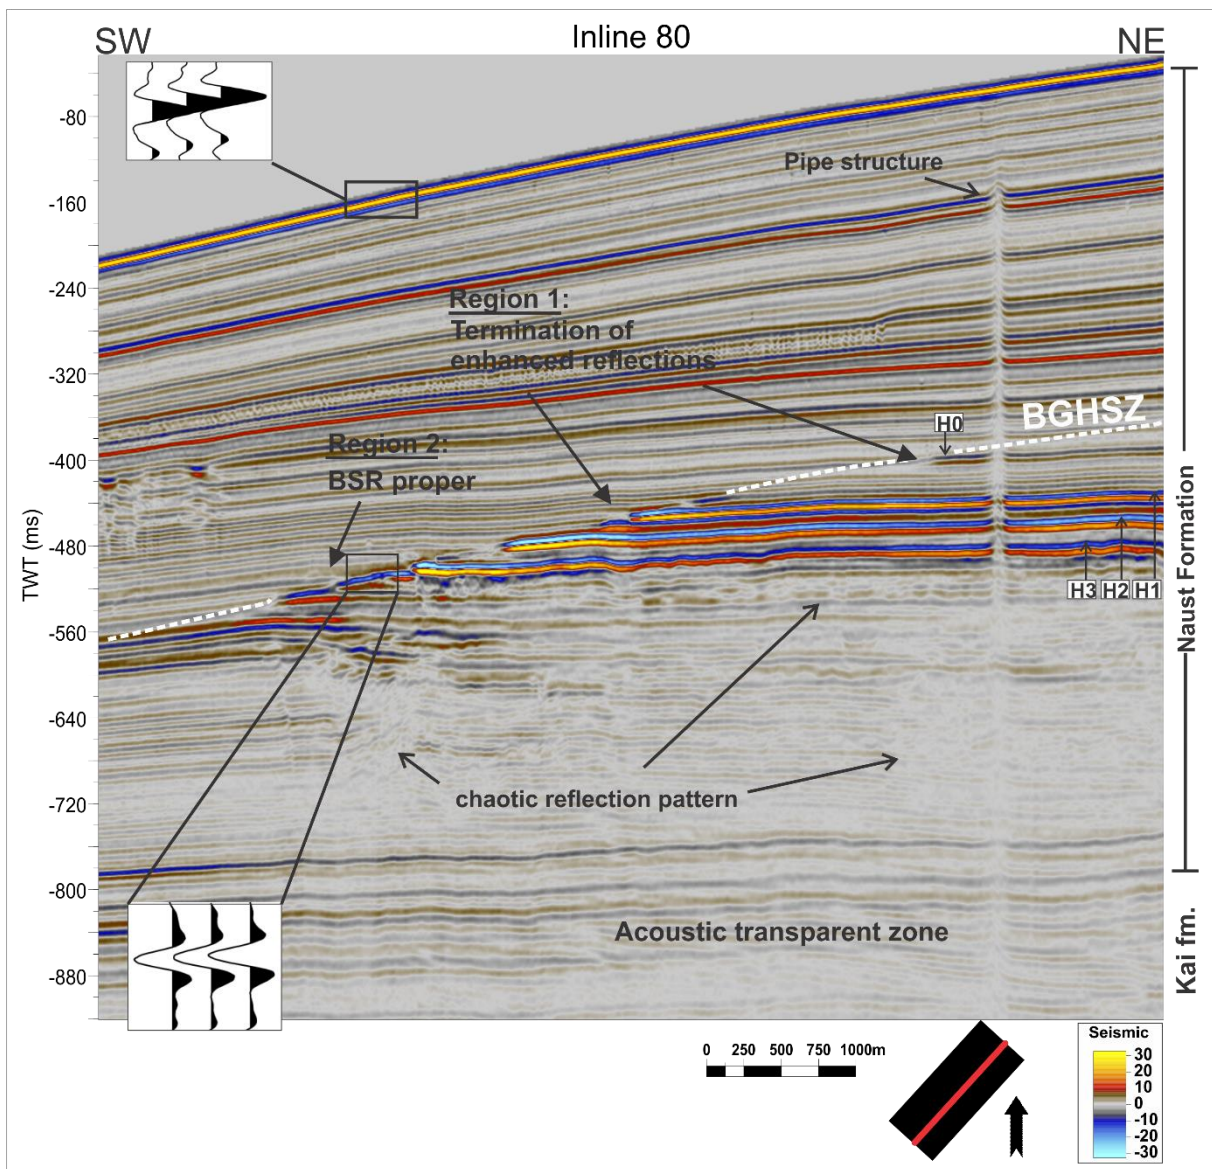 Inline 80
SW
NE
-80
Pipe structure
-160
-240
Region 1:
Termination of
enhanced reflections
-320
BGHSZ
H0
-400
Region 2:
BSR proper
-480
TWT (ms)
H3
H2
H1
Naust Formation
-560
-640
-720
chaotic reflection pattern
-800
Acoustic transparent zone
-880
Kai fm.
0 250 500 750 1000m
Seismic
30
20
10
0
-10
-20
-30